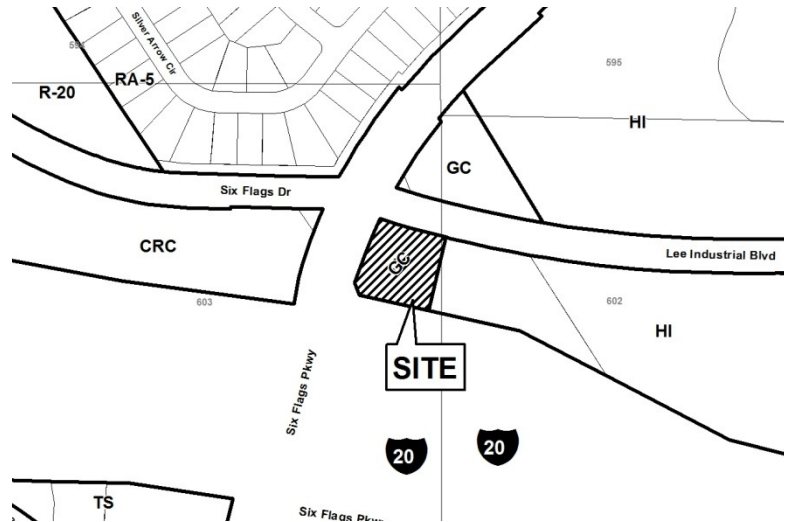 Silver Arrow Cir
594
595
R-20
RA-5
HI
GC
Six Flags Dr
CRC
GC
Lee Industrial Blvd
603
602
HI
SITE
Six Flags Pkwy
20
20
TS
Six Flags Pkwy